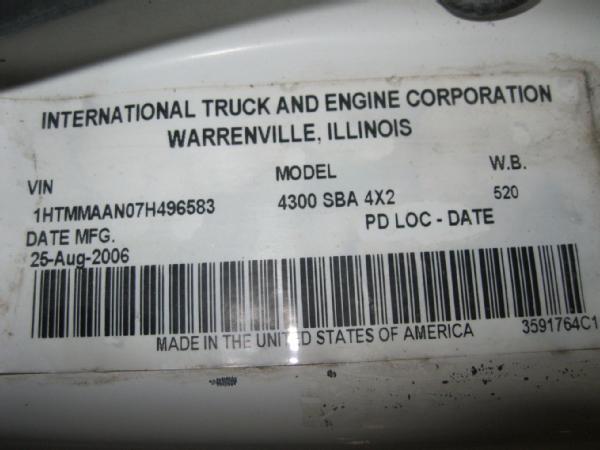 INTERNATIONAL TRUCK AND ENGINE CORPORATION
WARRENVILLE, ILLINOIS
VIN MODEL W.B.
1HTMMAAN07H496583 4300 SBA 4X2 520
DATE MFG. PD LOC - DATE
25-Aug-2006
MADE IN THE UNITED STATES OF AMERICA 3591764C1